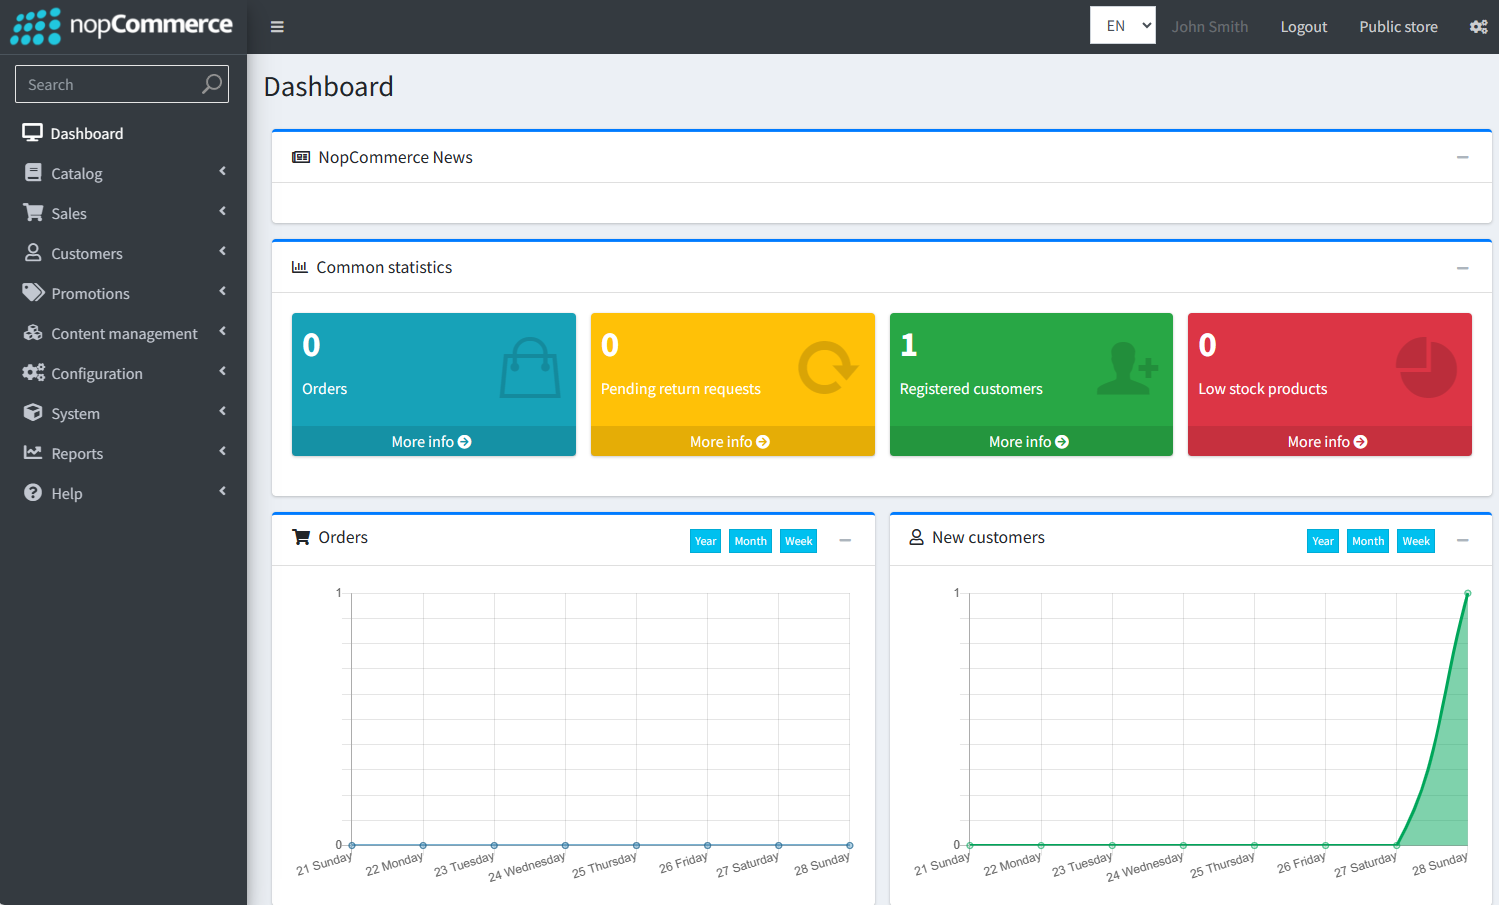 nopCommerce
EN
John Smith
Logout
Public store
Search
Dashboard
Catalog
Sales
Customers
Promotions
Content management
Configuration
System
Reports
Help
Dashboard
NopCommerce News
Common statistics
0
Orders
More info
0
Pending return requests
More info
1
Registered customers
More info
0
Low stock products
More info
Orders
Year
Month
Week
1
0
21 Sunday
22 Monday
23 Tuesday
24 Wednesday
25 Thursday
26 Friday
27 Saturday
28 Sunday
New customers
Year
Month
Week
1
0
21 Sunday
22 Monday
23 Tuesday
24 Wednesday
25 Thursday
26 Friday
27 Saturday
28 Sunday